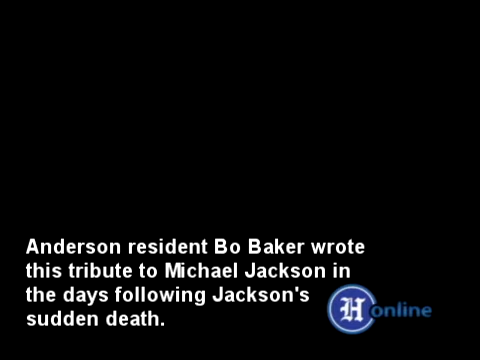 Anderson resident Bo Baker wrote
this tribute to Michael Jackson in
the days following Jackson's
sudden death.
H online